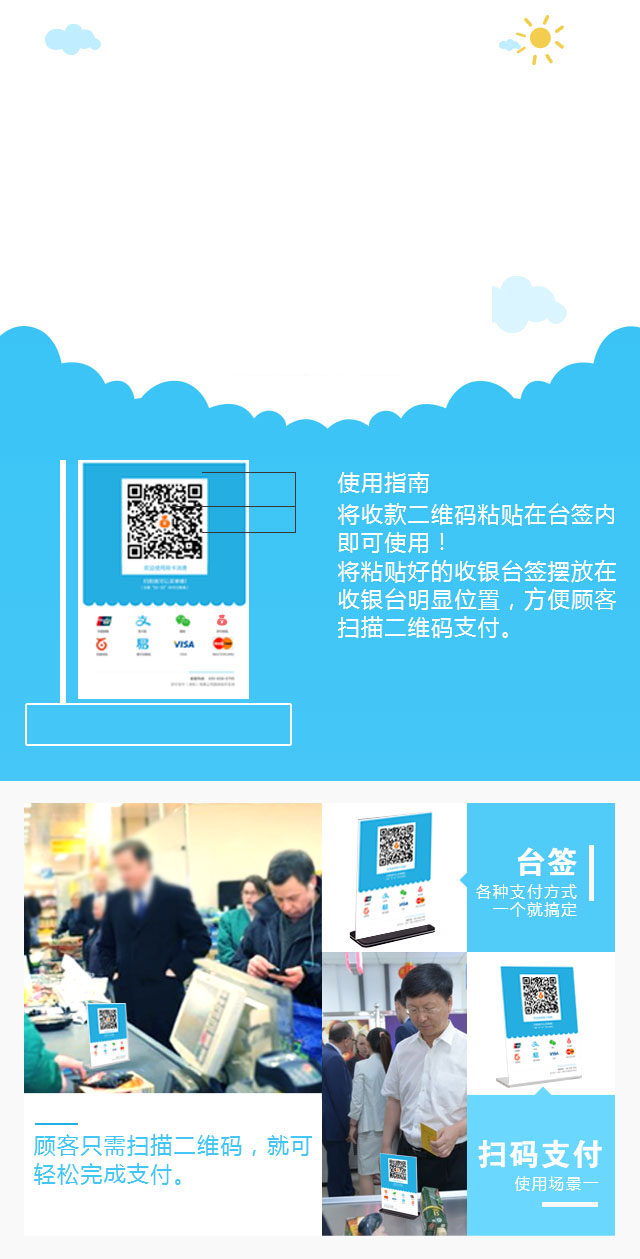 使用指南
将收款二维码粘贴在台签内
即可使用！
将粘贴好的收银台签摆放在
收银台明显位置，方便顾客
扫描二维码支付。
VISA
台签
各种支付方式
一个就搞定
顾客只需扫描二维码，就可
轻松完成支付。
扫码支付
使用场景一